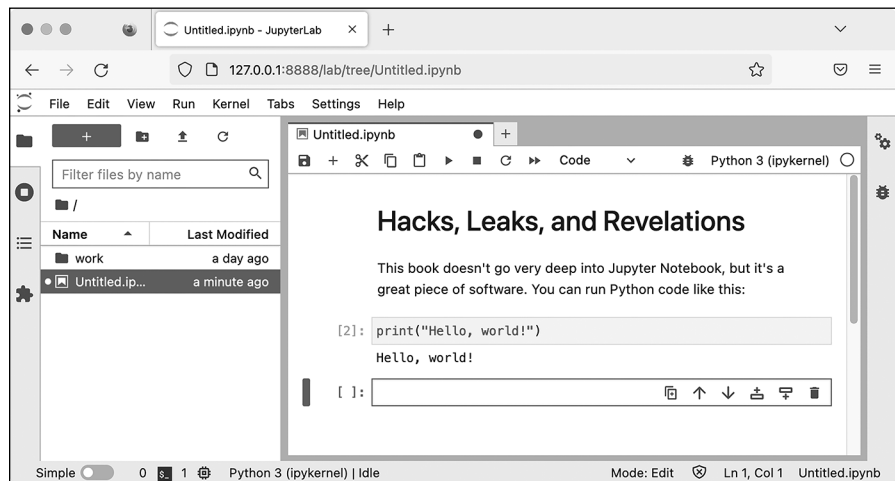 Untitled.ipynb - JupyterLab
127.0.0.1:8888/lab/tree/Untitled.ipynb
File Edit View Run Kernel Tabs Settings Help
Untitled.ipynb
Code Python 3 (ipykernel)
Filter files by name
/
Name Last Modified
work a day ago
Untitled.ip... a minute ago
Hacks, Leaks, and Revelations
This book doesn't go very deep into Jupyter Notebook, but it's a
great piece of software. You can run Python code like this:
[2]: print("Hello, world!")
Hello, world!
[ ]:
Simple 0 $_ 1 Python 3 (ipykernel) | Idle Mode: Edit Ln 1, Col 1 Untitled.ipynb